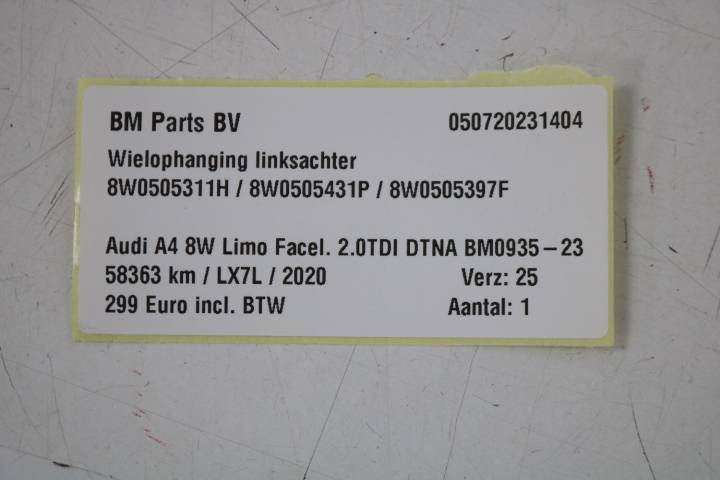 BM Parts BV 050720231404
Wielophanging linksachter
8W0505311H / 8W0505431P / 8W0505397F
Audi A4 8W Limo Facel. 2.0TDI DTNA BM0935-23
58363 km / LX7L / 2020 Verz: 25
299 Euro incl. BTW Aantal: 1